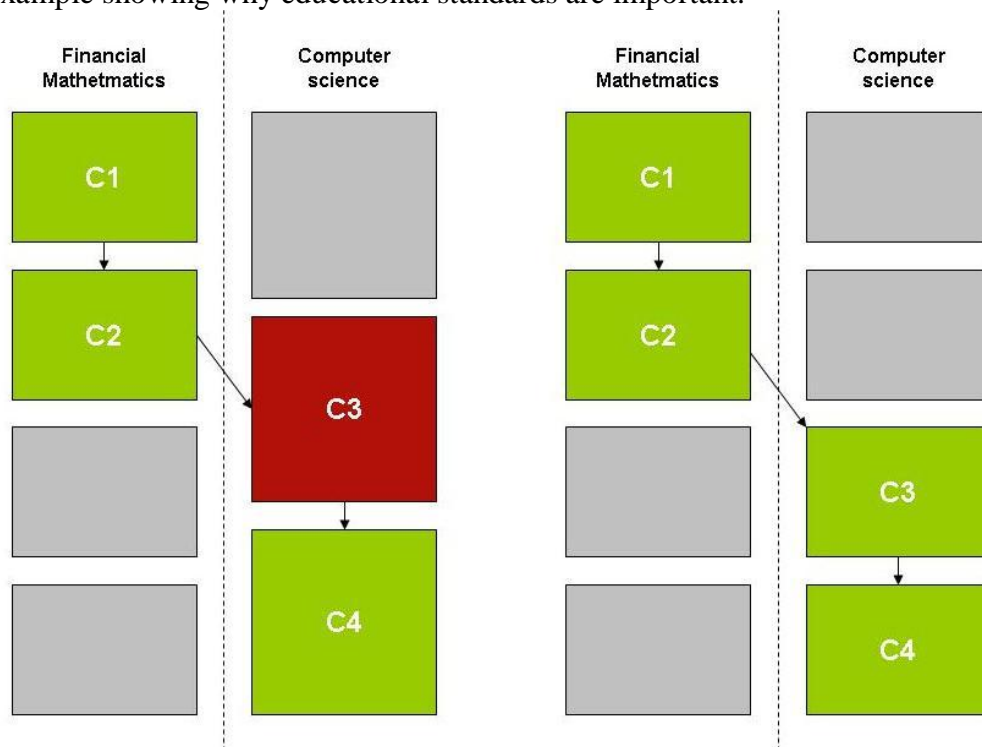 example showing why educational standards are important.
Financial
Mathetmatics
Computer
science
C1
C2
C3
C4
Financial
Mathetmatics
Computer
science
C1
C2
C3
C4